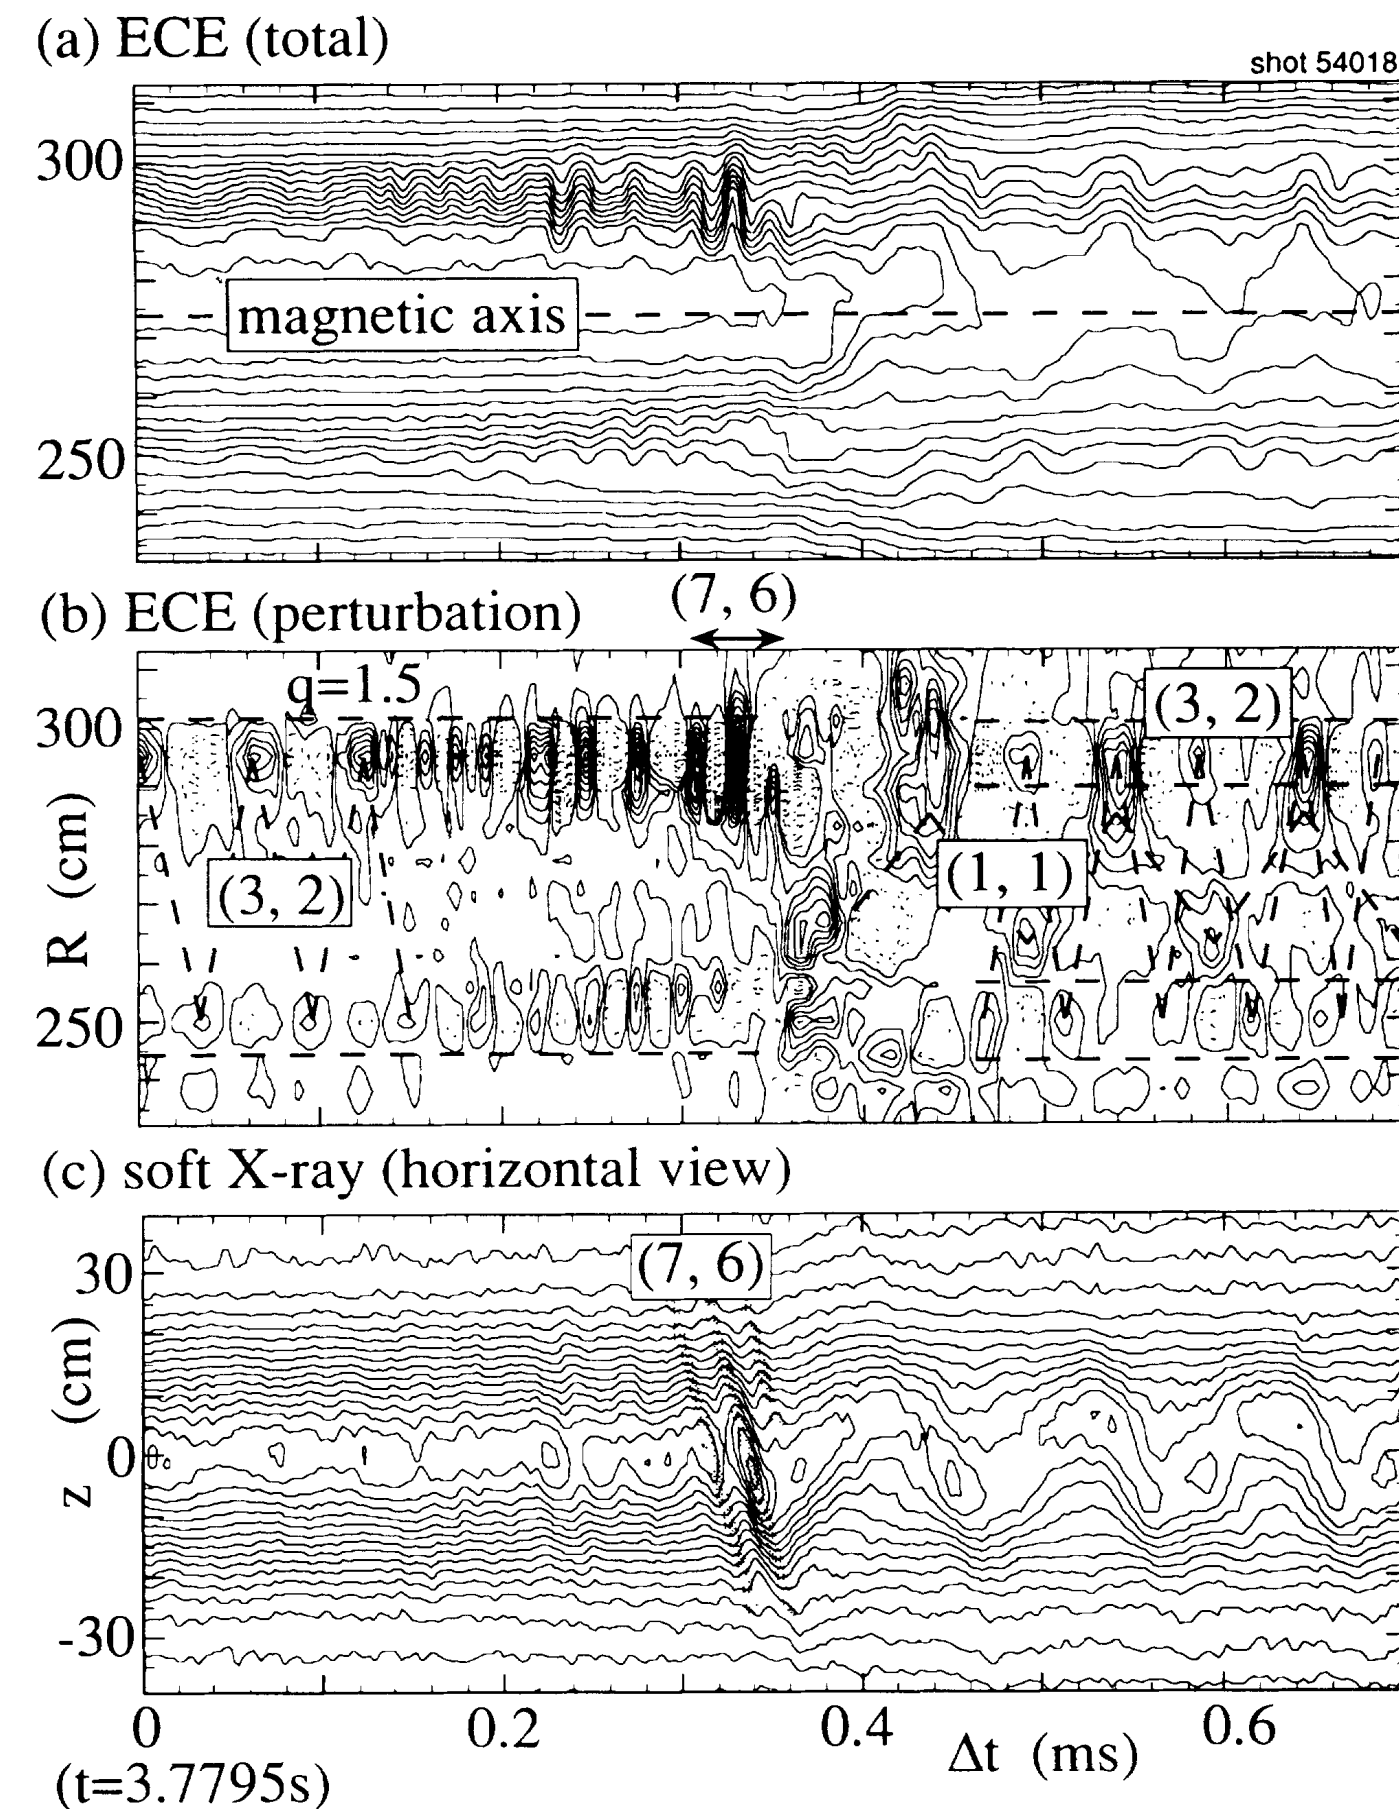 (a) ECE (total)
shot 54018
300
magnetic axis
250
(b) ECE (perturbation)
(7, 6)
q=1.5
(3, 2)
300
(1, 1)
(3, 2)
250
R (cm)
(c) soft X-ray (horizontal view)
(7, 6)
30
0
-30
z (cm)
0
0.2
0.4
0.6
Δt (ms)
(t=3.7795s)